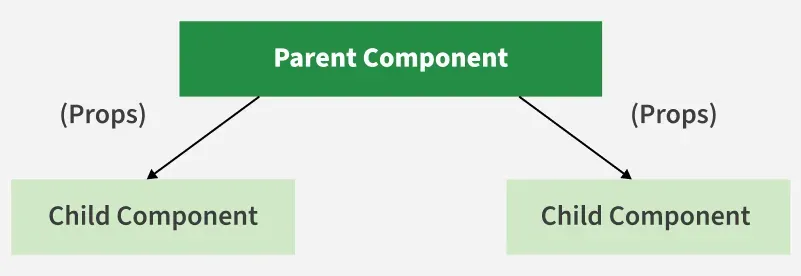 Parent Component
(Props)
(Props)
Child Component
Child Component